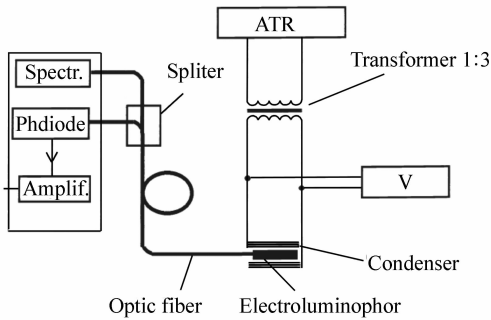 ATR
Spectr.
Spliter
Transformer 1:3
Phdiode
Amplif.
V
Condenser
Optic fiber
Electroluminophor